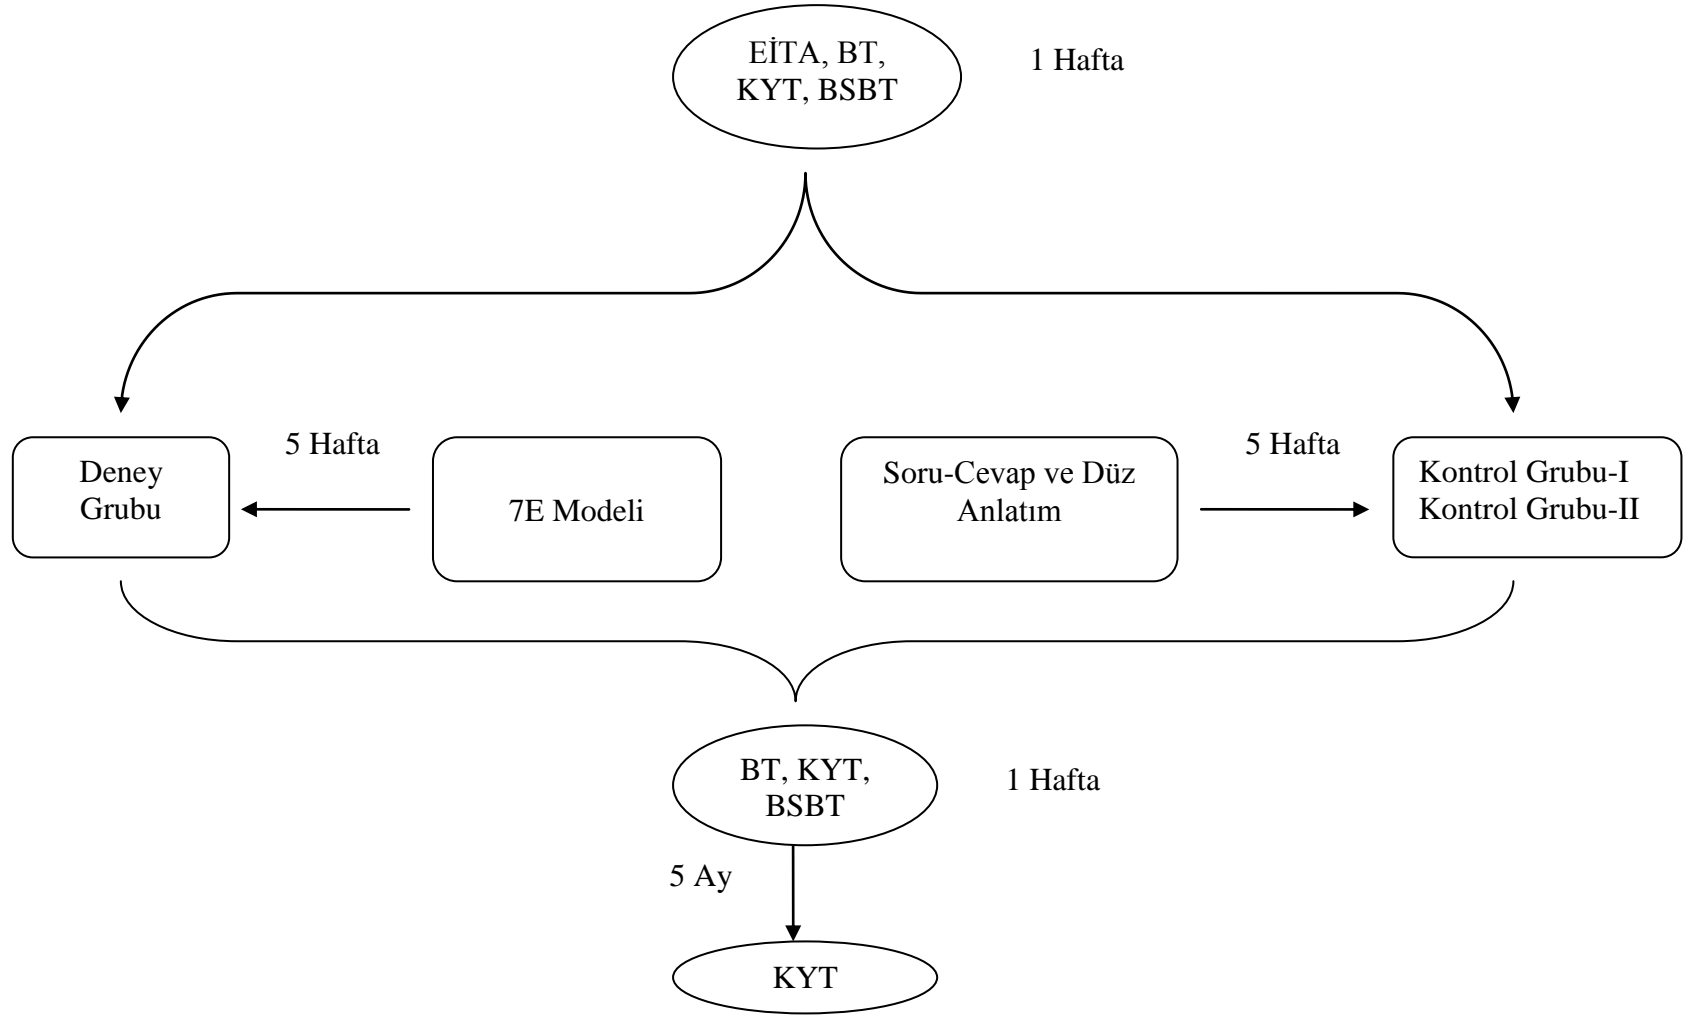 EİTA, BT,
KYT, BSBT
1 Hafta
Deney
Grubu
5 Hafta
7E Modeli
Soru-Cevap ve Düz
Anlatım
5 Hafta
Kontrol Grubu-I
Kontrol Grubu-II
BT, KYT,
BSBT
1 Hafta
5 Ay
KYT